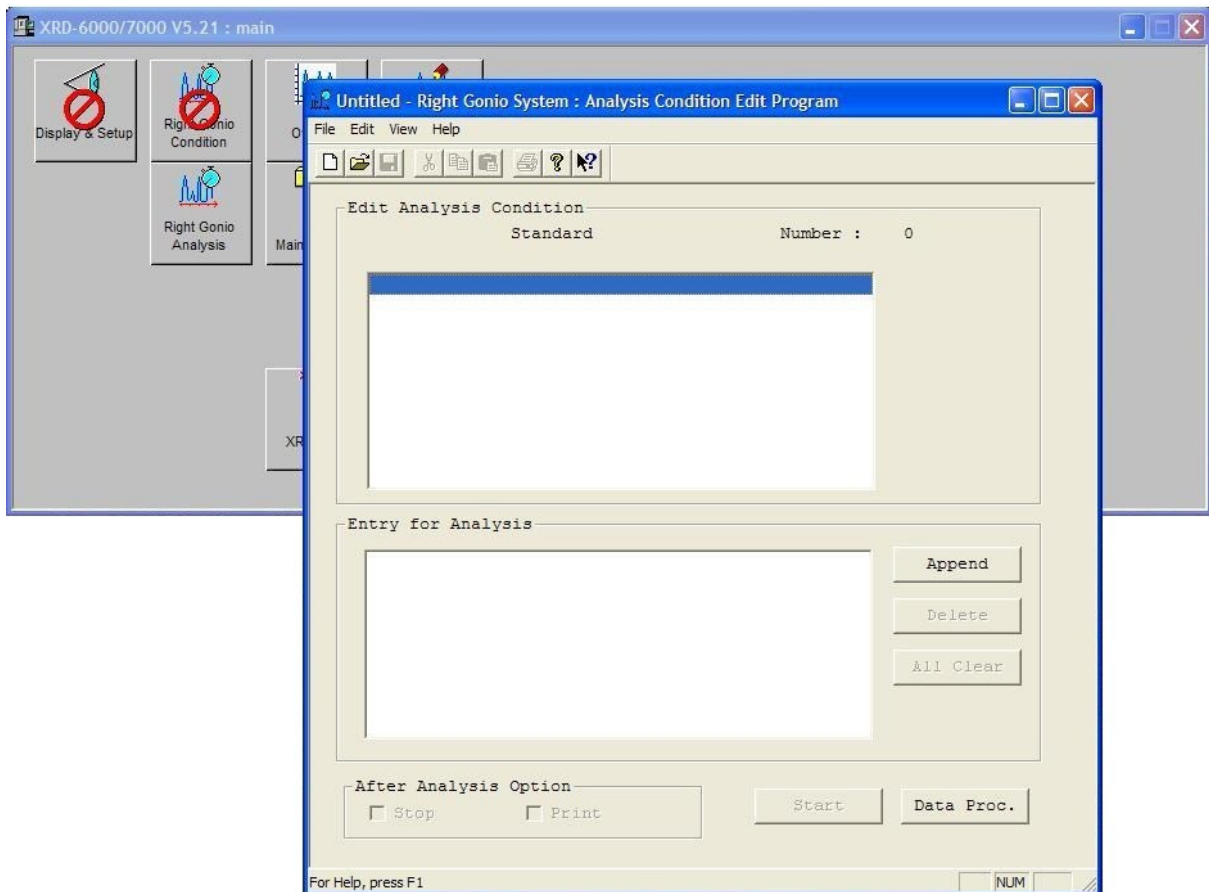 XRD-6000/7000 V5.21 : main
Display & Setup
Right Gonio
Condition
Right Gonio
Analysis
Untitled - Right Gonio System : Analysis Condition Edit Program
File Edit View Help
Edit Analysis Condition
Standard Number : 0
Entry for Analysis
Append
Delete
All Clear
After Analysis Option
Stop Print
Start Data Proc.
For Help, press F1
NUM